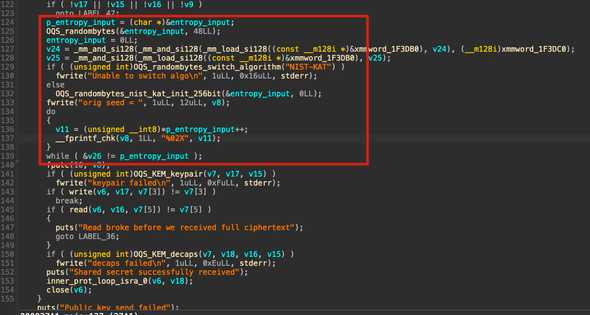 122 if ( !v17 || !v15 || !v16 || !v9 )
123 goto LABEL_47;
124 p_entropy_input = (char *)&entropy_input;
125 OQS_randombytes(&entropy_input, 48LL);
126 entropy_input = 0LL;
127 v24 = _mm_and_si128(_mm_and_si128(_mm_load_si128((const __m128i *)&xmmword_1F3DB0), v24), (__m128i)xmmword_1F3DC0);
128 v25 = _mm_and_si128(_mm_load_si128((const __m128i *)&xmmword_1F3DB0), v25);
129 if ( (unsigned int)OQS_randombytes_switch_algorithm("NIST-KAT") )
130 fwrite("Unable to switch algo\n", 1uLL, 0x16uLL, stderr);
131 else
132 OQS_randombytes_nist_kat_init_256bit(&entropy_input, 0LL);
133 fwrite("orig seed = ", 1uLL, 12uLL, v8);
134 do
135 {
136 v11 = (unsigned __int8)*p_entropy_input++;
137 __fprintf_chk(v8, 1LL, "%02X", v11);
138 }
139 while ( &v26 != p_entropy_input );
140 fputc(10, v8);
141 if ( (unsigned int)OQS_KEM_keypair(v7, v17, v15) )
142 fwrite("keypair failed\n", 1uLL, 0xFuLL, stderr);
143 if ( write(v6, v17, v7[3]) != v7[3] )
144 break;
145 if ( read(v6, v16, v7[5]) != v7[5] )
146 {
147 puts("Read broke before we received full ciphertext");
148 goto LABEL_36;
149 }
150 if ( (unsigned int)OQS_KEM_decaps(v7, v18, v16, v15) )
151 fwrite("decaps failed\n", 1uLL, 0xEuLL, stderr);
152 puts("Shared secret successfully received");
153 inner_prot_loop_isra_0(v6, v18);
154 close(v6);
155 }
puts("Public key send failed");